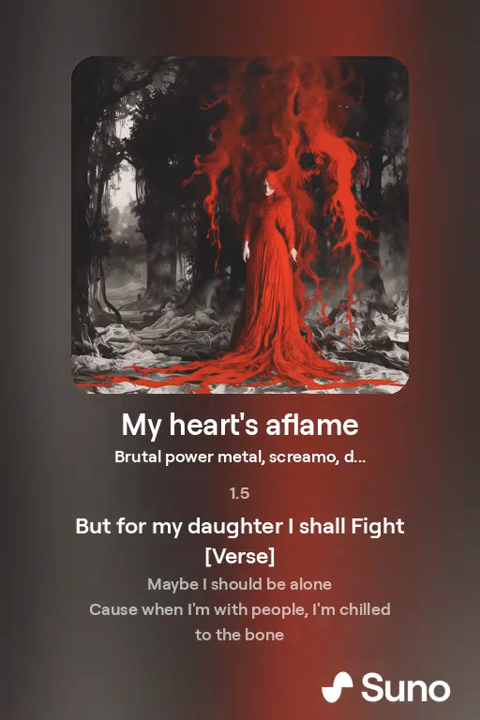 My heart's aflame
Brutal power metal, screamo, d...
1.5
But for my daughter I shall Fight
[Verse]
Maybe I should be alone
Cause when I'm with people, I'm chilled
to the bone
Suno